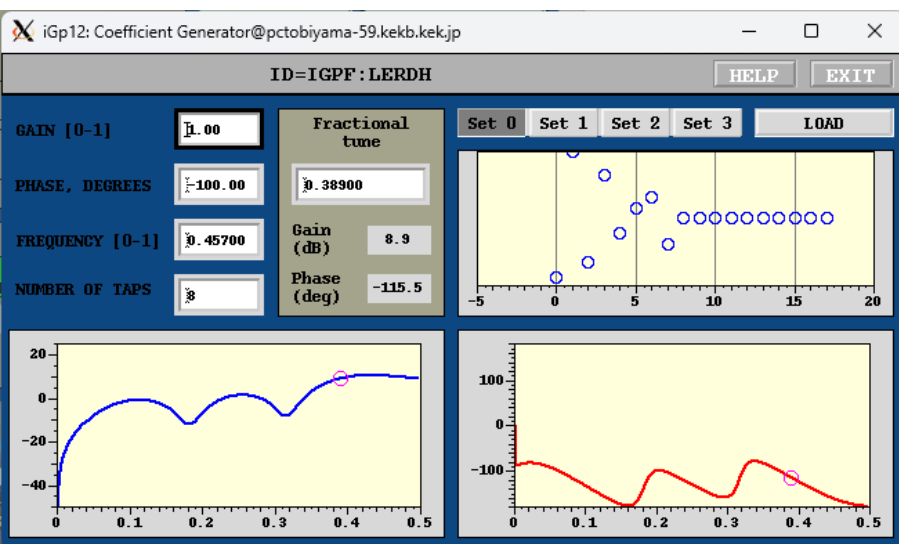 iGp12: Coefficient Generator@pctobiyama-59.kekb.kek.jp
ID=IGPF:LERDH
HELP
EXIT
GAIN [0-1]
1.00
PHASE, DEGREES
-100.00
FREQUENCY [0-1]
0.45700
NUMBER OF TAPS
8
Fractional
tune
0.38900
Gain
(dB)
8.9
Phase
(deg)
-115.5
Set 0
Set 1
Set 2
Set 3
LOAD
-5
0
5
10
15
20
20
0
-20
-40
0
0.1
0.2
0.3
0.4
0.5
100
0
-100
0
0.1
0.2
0.3
0.4
0.5